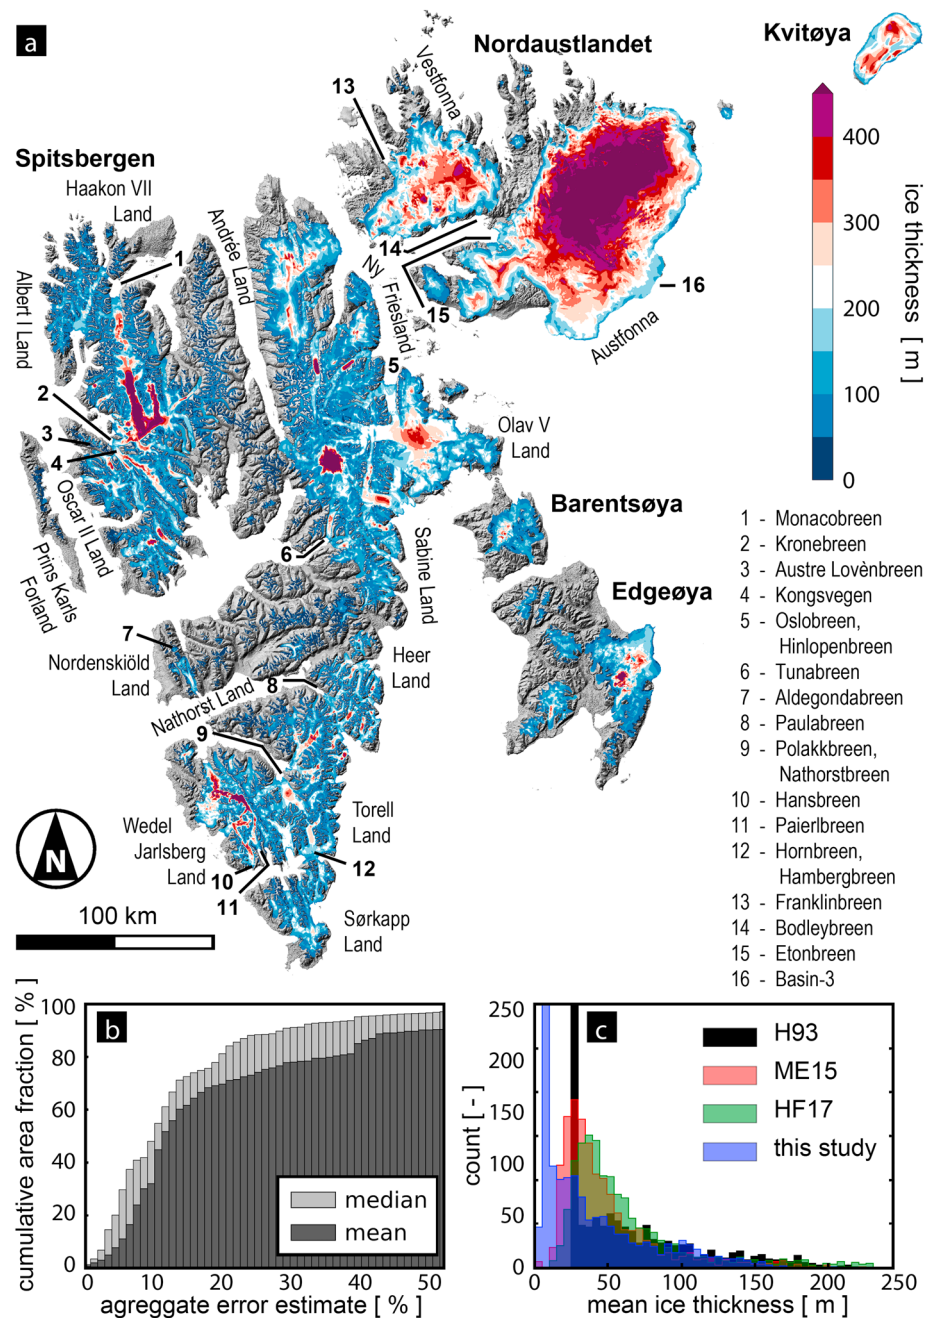 a
Nordaustlandet
Kvitøya
Vestfonna
13
Spitsbergen
Haakon VII
Land
Andrée Land
1
Albert I Land
14
Ny
Friesland
15
16
Austfonna
400
300
200
100
0
ice thickness [ m ]
2
3
4
5
Olav V
Land
Oscar II Land
Prins Karls
Forland
6
Sabine Land
Barentsøya
Edgeøya
7
Nordenskiöld
Land
Heer
Land
8
Nathorst Land
9
Wedel
Jarlsberg
Land
Torell
Land
10
11
12
Sørkapp
Land
N
100 km
1 - Monacobreen
2 - Kronebreen
3 - Austre Lovènbreen
4 - Kongsvegen
5 - Oslobreen,
Hinlopenbreen
6 - Tunabreen
7 - Aldegondabreen
8 - Paulabreen
9 - Polakkbreen,
Nathorstbreen
10 - Hansbreen
11 - Paierlbreen
12 - Hornbreen,
Hambergbreen
13 - Franklinbreen
14 - Bodleybreen
15 - Etonbreen
16 - Basin-3
b
cumulative area fraction [ % ]
100
80
60
40
20
0
median
mean
0 10 20 30 40 50
agreggate error estimate [ % ]
c
count [ - ]
250
200
150
100
50
0
H93
ME15
HF17
this study
0 50 100 150 200 250
mean ice thickness [ m ]